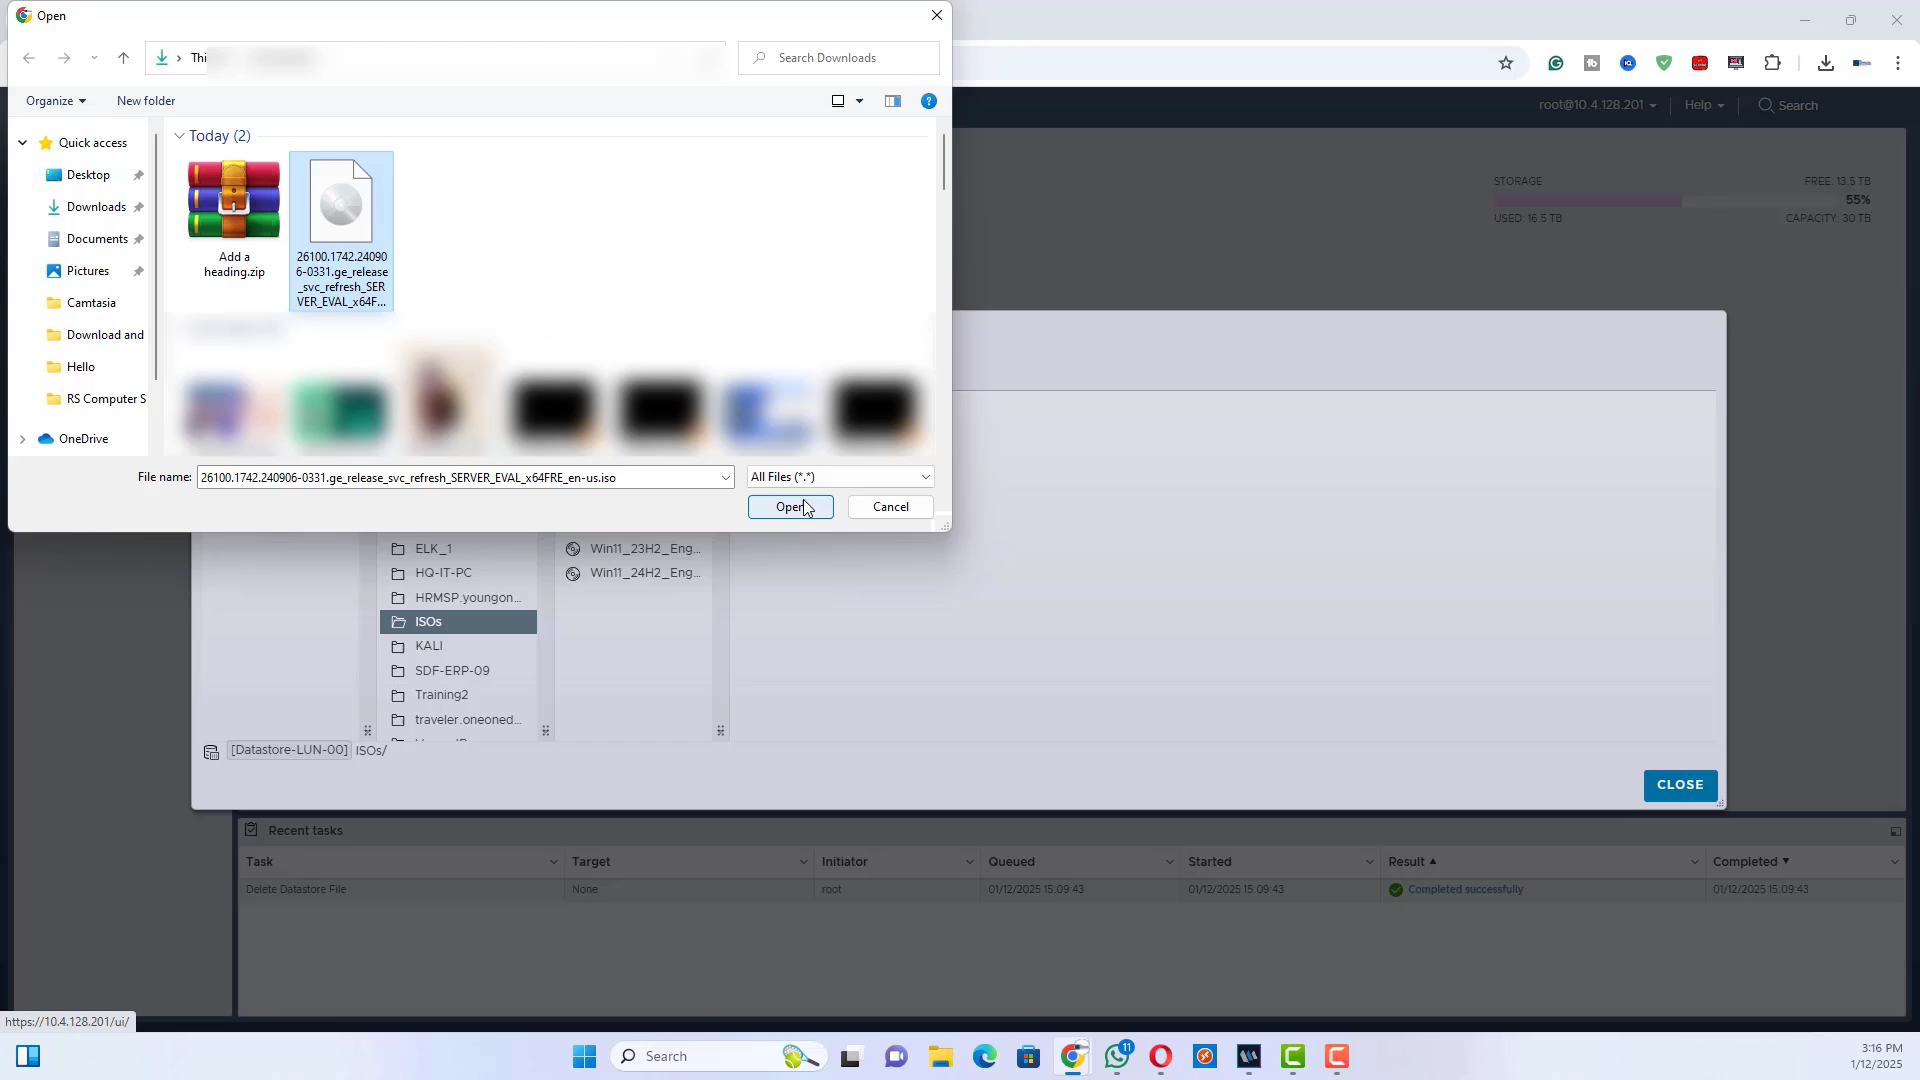 Open
Thi
Search Downloads
Organize
New folder
root@10.4.128.201
Help
Search
Quick access
Desktop
Downloads
Documents
Pictures
Camtasia
Download and
Hello
RS Computer S
OneDrive
Today (2)
Add a
heading.zip
26100.1742.24090
6-0331.ge_release
_svc_refresh_SER
VER_EVAL_x64F...
STORAGE
FREE: 13.5 TB
55%
USED: 16.5 TB
CAPACITY: 30 TB
File name:
26100.1742.240906-0331.ge_release_svc_refresh_SERVER_EVAL_x64FRE_en-us.iso
All Files (*.*)
Open
Cancel
ELK_1
HQ-IT-PC
HRMSP.youngon...
ISOs
KALI
SDF-ERP-09
Training2
traveler.oneoned...
Win11_23H2_Eng...
Win11_24H2_Eng...
[Datastore-LUN-00] ISOs/
CLOSE
Recent tasks
Task
Target
Initiator
Queued
Started
Result
Completed
Delete Datastore File
None
root
01/12/2025 15:09:43
01/12/2025 15:09:43
Completed successfully
01/12/2025 15:09:43
https://10.4.128.201/ui/
Search
11
3:16 PM
1/12/2025